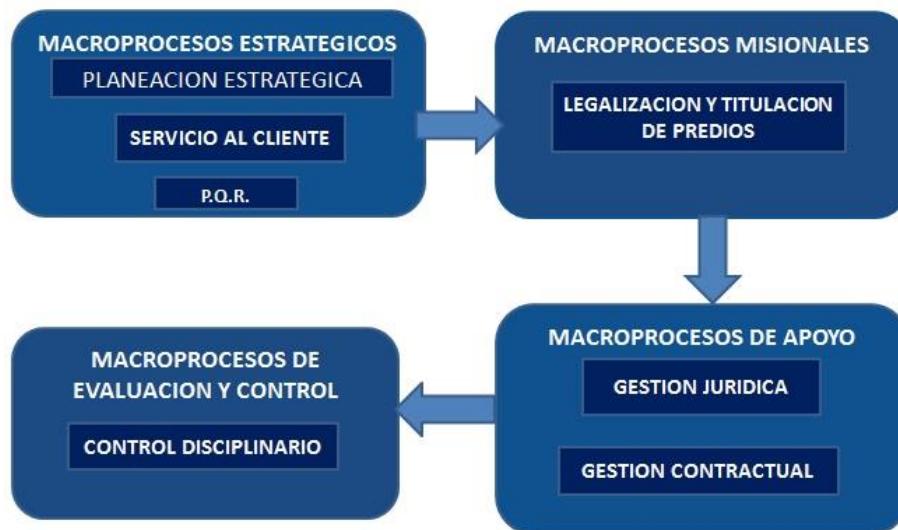 MACROPROCESOS ESTRATEGICOS
PLANEACION ESTRATEGICA
SERVICIO AL CLIENTE
P.Q.R.
MACROPROCESOS MISIONALES
LEGALIZACION Y TITULACION
DE PREDIOS
MACROPROCESOS DE APOYO
GESTION JURIDICA
GESTION CONTRACTUAL
MACROPROCESOS DE
EVALUACION Y CONTROL
CONTROL DISCIPLINARIO